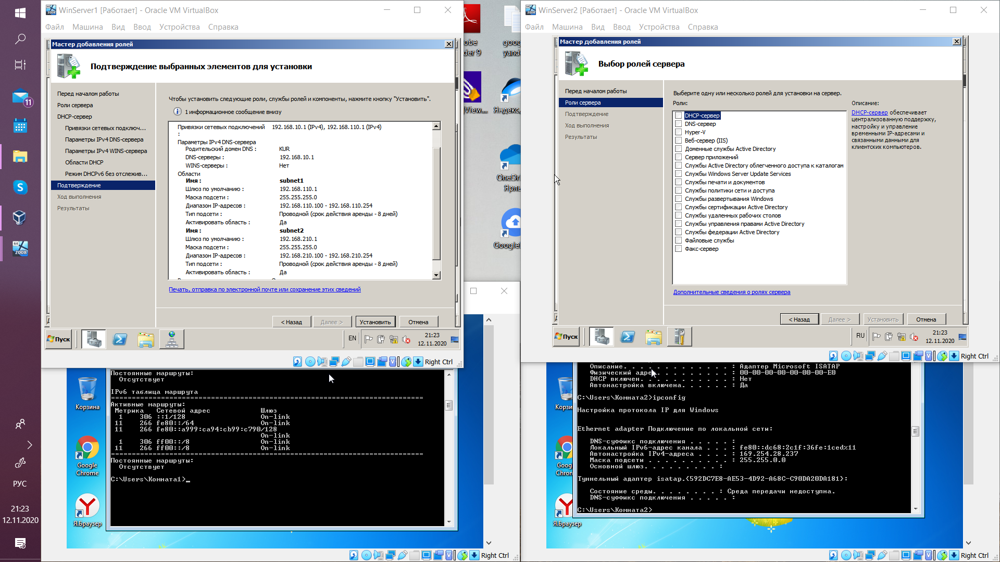 WinServer1 [Работает] - Oracle VM VirtualBox
Файл Машина Вид Ввод Устройства Справка
Мастер добавления ролей
Подтверждение выбранных элементов для установки
Перед началом работы
Роли сервера
DHCP-сервер
Привязки сетевых подключ...
Параметры IPv4 DNS-сервера
Параметры IPv4 WINS-сервера
Области DHCP
Режим DHCPv6 без отслежив...
Подтверждение
Ход выполнения
Результаты
Чтобы установить следующие роли, службы ролей и компоненты, нажмите кнопку "Установить".
1 информационное сообщение внизу
Привязки сетевых подключений 192.168.10.1 (IPv4), 192.168.110.1 (IPv4)
:
Параметры IPv4 DNS-сервера
Родительский домен DNS : KUR
DNS-серверы : 192.168.10.1
WINS-серверы : Нет
Области
Имя : subnet1
Шлюз по умолчанию : 192.168.110.1
Маска подсети : 255.255.255.0
Диапазон IP-адресов : 192.168.110.100 - 192.168.110.254
Тип подсети : Проводной (срок действия аренды - 8 дней)
Активировать область : Да
Имя : subnet2
Шлюз по умолчанию : 192.168.210.1
Маска подсети : 255.255.255.0
Диапазон IP-адресов : 192.168.210.100 - 192.168.210.254
Тип подсети : Проводной (срок действия аренды - 8 дней)
Активировать область : Да
Печать, отправка по электронной почте или сохранение этих сведений
< Назад Далее > Установить Отмена
Пуск
EN
21:23
12.11.2020
Right Ctrl
obe
der 9
goo
yand
View....
Яндекс.
OneDri
Ярлы
Google
WinServer2 [Работает] - Oracle VM VirtualBox
Файл Машина Вид Ввод Устройства Справка
Мастер добавления ролей
Выбор ролей сервера
Перед началом работы
Роли сервера
Подтверждение
Ход выполнения
Результаты
Выберите одну или несколько ролей для установки на сервер.
Роли:
DHCP-сервер
DNS-сервер
Hyper-V
Веб-сервер (IIS)
Доменные службы Active Directory
Сервер приложений
Службы Active Directory облегченного доступа к каталогам
Службы Windows Server Update Services
Службы печати и документов
Службы политики сети и доступа
Службы развертывания Windows
Службы сертификации Active Directory
Службы удаленных рабочих столов
Службы управления правами Active Directory
Службы федерации Active Directory
Файловые службы
Факс-сервер
Описание:
DHCP-сервер обеспечивает
централизованную поддержку,
настройку и управление
временными IP-адресами и
связанными данными для
клиентских компьютеров.
Дополнительные сведения о ролях сервера
< Назад Далее > Установить Отмена
Пуск
RU
21:23
12.11.2020
Right Ctrl
Корзина
Google
Chrome
Я.Браузер
Постоянные маршруты:
Отсутствует
IPv6 таблица маршрута
===========================================================================
Активные маршруты:
Метрика Сетевой адрес Шлюз
1 306 ::1/128 On-link
11 266 fe80::/64 On-link
11 266 fe80::a999:ca94:cb99:c790/128
On-link
1 306 ff00::/8 On-link
11 266 ff00::/8 On-link
===========================================================================
Постоянные маршруты:
Отсутствует
C:\Users\Комната1>_
Right Ctrl
Корзи
Goog
Chron
Я.Браузер
Описание. . . . . . . . . . . . . : Адаптер Microsoft ISATAP
Физический адре. . . . . . . . . : 00-00-00-00-00-00-00-E0
DHCP включен. . . . . . . . . . . : Нет
Автонастройка включена. . . . . . : Да
C:\Users\Комната2>ipconfig
Настройка протокола IP для Windows
Ethernet adapter Подключение по локальной сети:
DNS-суффикс подключения . . . . . :
Локальный IPv6-адрес канала . . . : fe80::dc68:2c1f:36fe:1ced%11
Автонастройка IPv4-адреса . . . . : 169.254.28.237
Маска подсети . . . . . . . . . . : 255.255.0.0
Основной шлюз. . . . . . . . . :
Туннельный адаптер isatap.{592DC7E8-AE53-4D92-A68C-C90DA20DA181}:
Состояние среды. . . . . . . . : Среда передачи недоступна.
DNS-суффикс подключения . . . . . :
C:\Users\Комната2>
Right Ctrl
11
64
2008
РУС
21:23
12.11.2020